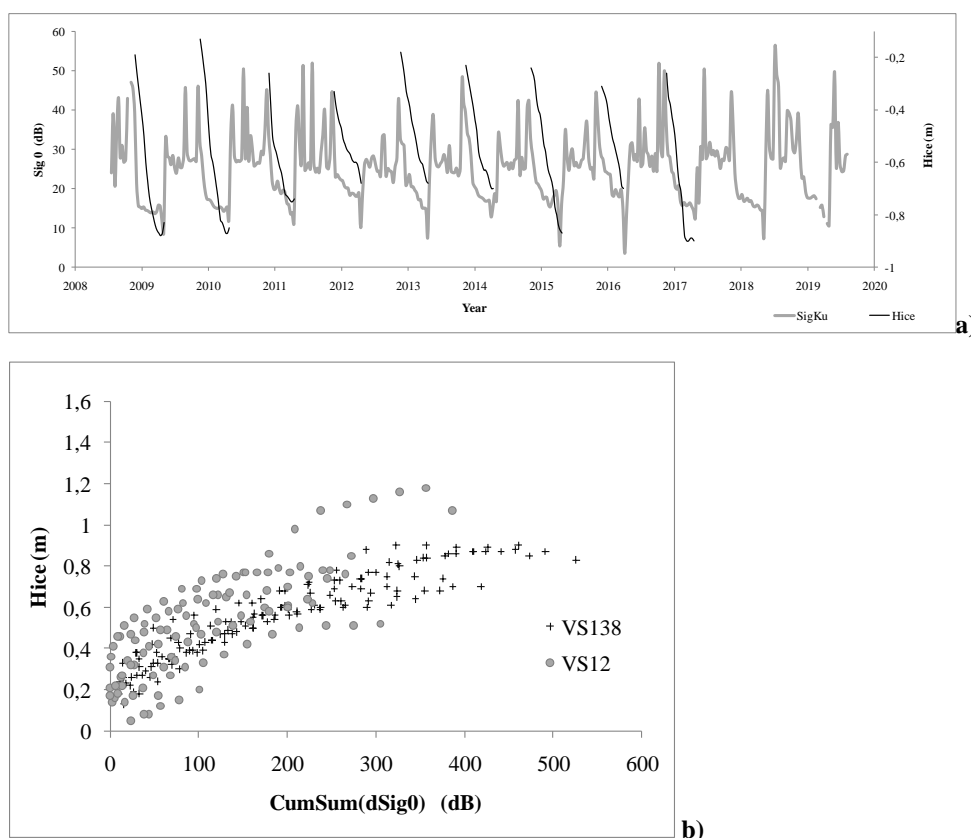 60
50
40
30
20
10
0
Sig 0 (dB)
-0,2
-0,4
-0,6
-0,8
-1
Hice (m)
2008 2009 2010 2011 2012 2013 2014 2015 2016 2017 2018 2019 2020
Year
SigKu Hice
a)
1,6
1,4
1,2
1
0,8
0,6
0,4
0,2
0
Hice (m)
VS138
VS12
0 100 200 300 400 500 600
CumSum(dSig0) (dB)
b)